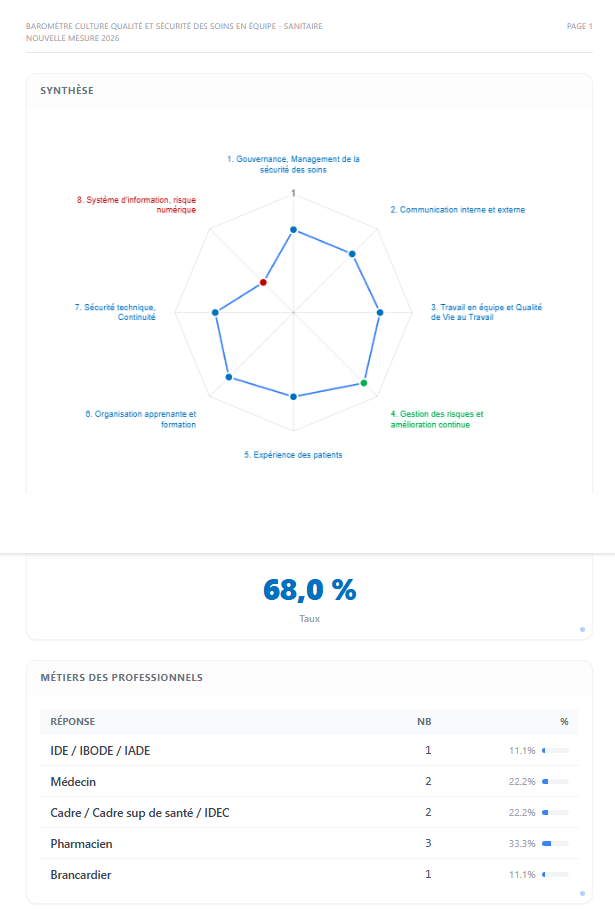 BAROMÈTRE CULTURE QUALITÉ ET SÉCURITÉ DES SOINS EN ÉQUIPE - SANITAIRE
NOUVELLE MESURE 2026
PAGE 1
SYNTHÈSE
1. Gouvernance, Management de la
sécurité des soins
1
8. Système d'information, risque
numérique
2. Communication interne et externe
7. Sécurité technique,
Continuité
3. Travail en équipe et Qualité
de Vie au Travail
6. Organisation apprenante et
formation
4. Gestion des risques et
amélioration continue
5. Expérience des patients
68,0 %
Taux
MÉTIERS DES PROFESSIONNELS
RÉPONSE NB %
IDE / IBODE / IADE 1 11.1%
Médecin 2 22.2%
Cadre / Cadre sup de santé / IDEC 2 22.2%
Pharmacien 3 33.3%
Brancardier 1 11.1%